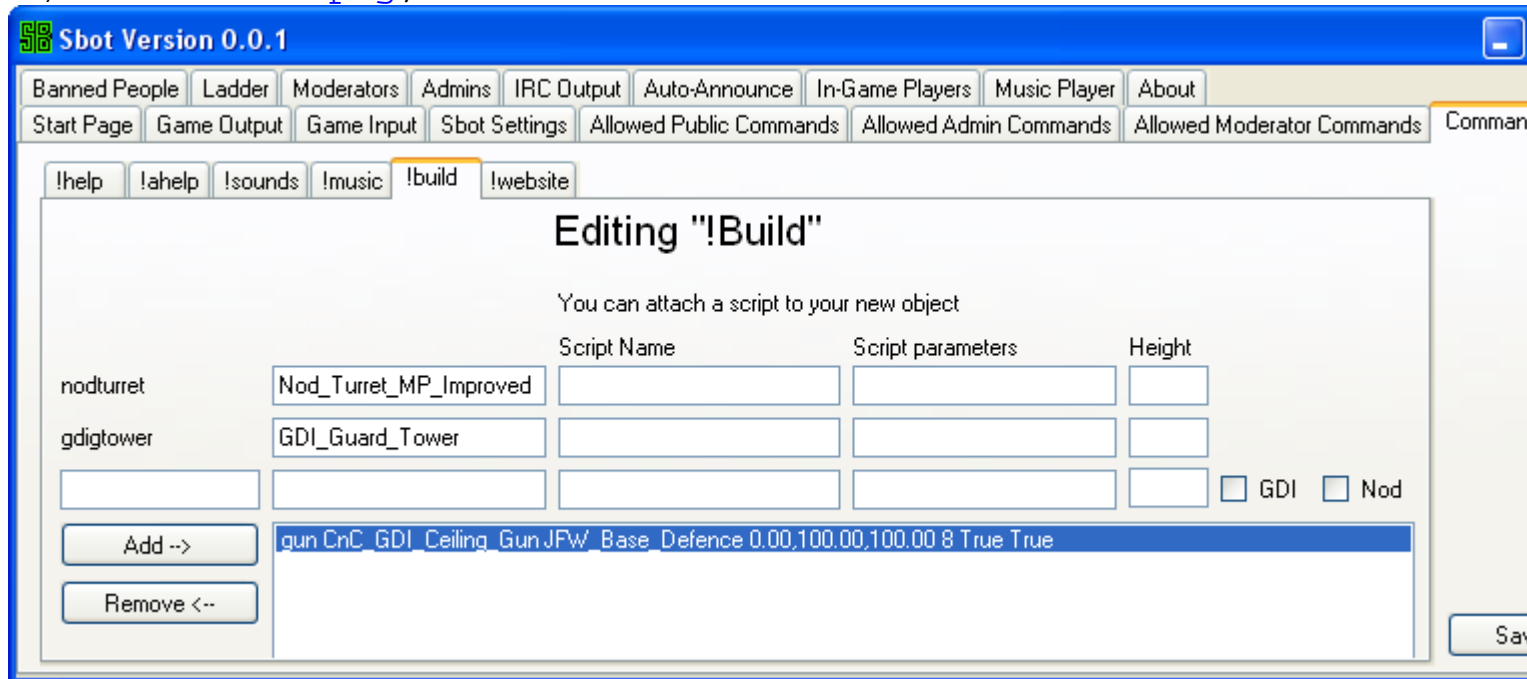 SB Sbot Version 0.0.1
Banned People Ladder Moderators Admins IRC Output Auto-Announce In-Game Players Music Player About
Start Page Game Output Game Input Sbot Settings Allowed Public Commands Allowed Admin Commands Allowed Moderator Commands Comman
!help !ahelp !sounds !music !build !website
Editing "!Build"
You can attach a script to your new object
Script Name Script parameters Height
nodturret Nod_Turret_MP_Improved
gdigtower GDI_Guard_Tower
GDI Nod
Add --> gun CnC_GDI_Ceiling_Gun JFW_Base_Defence 0.00,100.00,100.00 8 True True
Remove <--
Sav